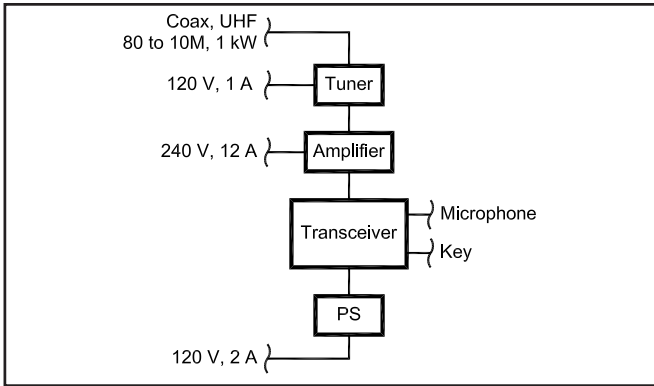 Coax, UHF
80 to 10M, 1 kW
120 V, 1 A
Tuner
240 V, 12 A
Amplifier
Transceiver
Microphone
Key
PS
120 V, 2 A